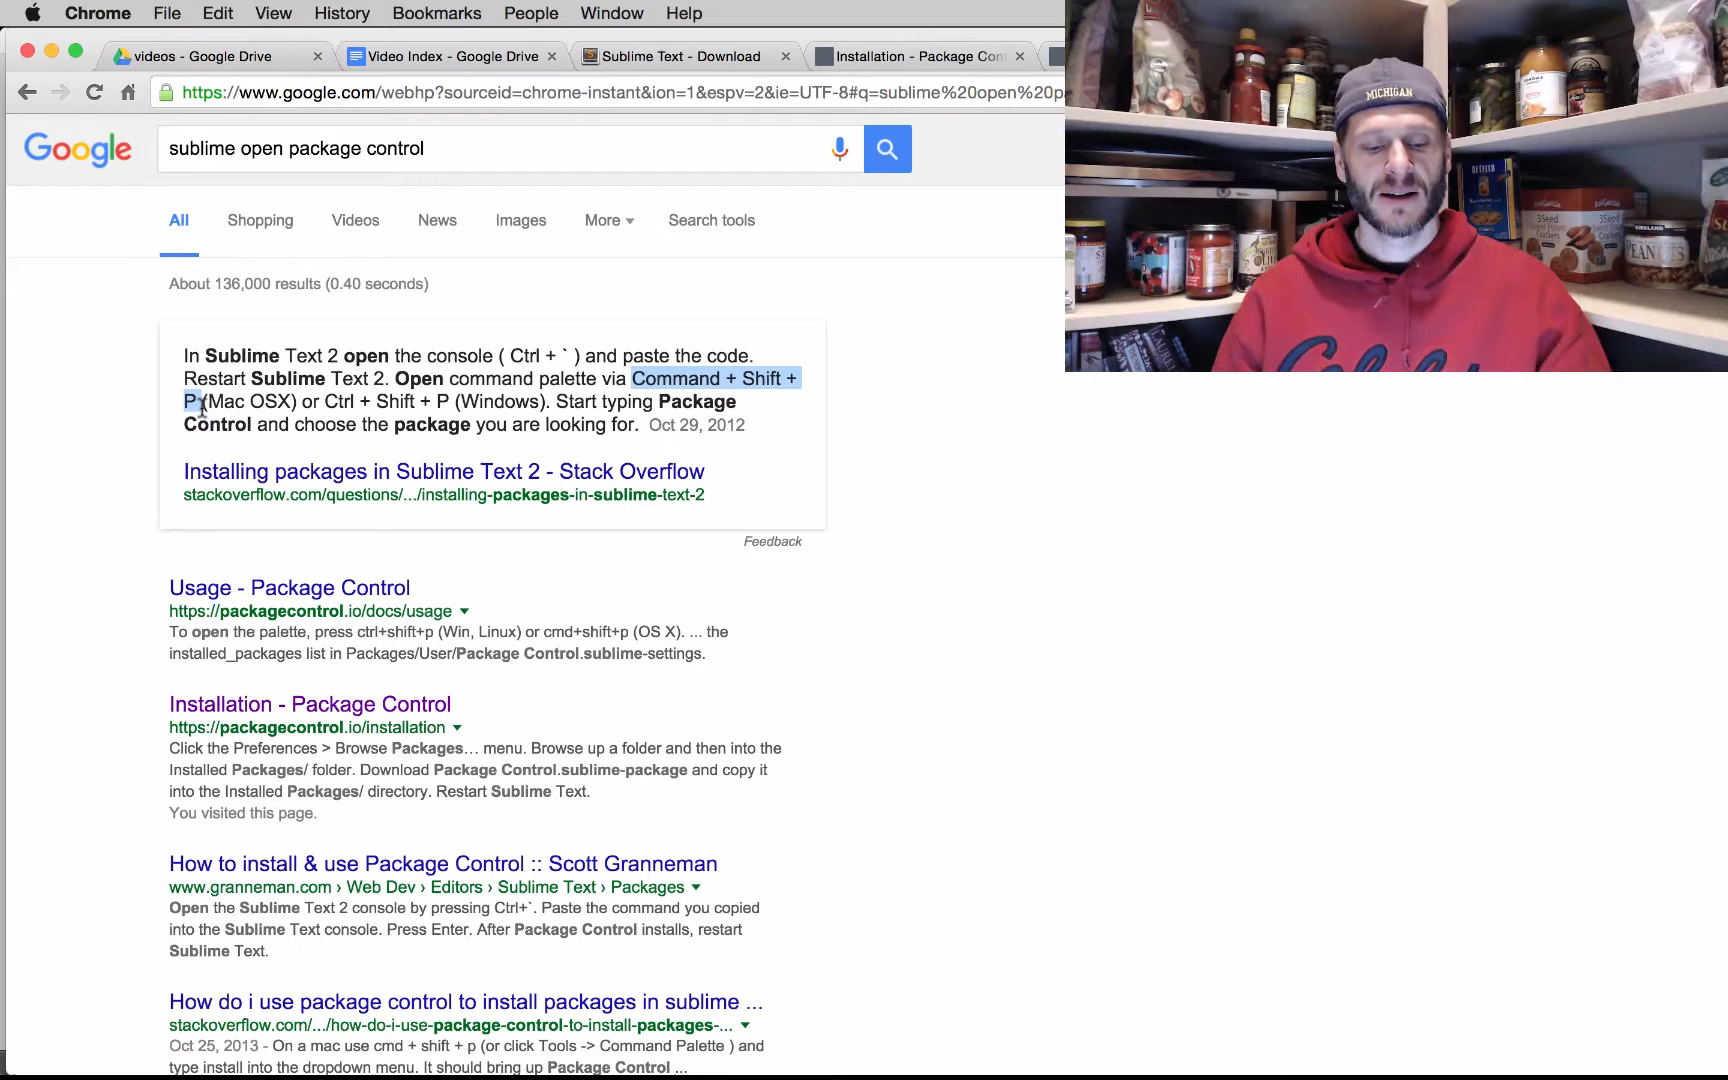 Chrome File Edit View History Bookmarks People Window Help
videos - Google Drive
Video Index - Google Drive
Sublime Text - Download
Installation - Package Con
https://www.google.com/webhp?sourceid=chrome-instant&ion=1&espv=2&ie=UTF-8#q=sublime%20open%20pa
Google
sublime open package control
All Shopping Videos News Images More Search tools
About 136,000 results (0.40 seconds)
In Sublime Text 2 open the console ( Ctrl + ` ) and paste the code.
Restart Sublime Text 2. Open command palette via Command + Shift +
P (Mac OSX) or Ctrl + Shift + P (Windows). Start typing Package
Control and choose the package you are looking for. Oct 29, 2012
Installing packages in Sublime Text 2 - Stack Overflow
stackoverflow.com/questions/.../installing-packages-in-sublime-text-2
Feedback
Usage - Package Control
https://packagecontrol.io/docs/usage
To open the palette, press ctrl+shift+p (Win, Linux) or cmd+shift+p (OS X). ... the
installed_packages list in Packages/User/Package Control.sublime-settings.
Installation - Package Control
https://packagecontrol.io/installation
Click the Preferences > Browse Packages… menu. Browse up a folder and then into the
Installed Packages/ folder. Download Package Control.sublime-package and copy it
into the Installed Packages/ directory. Restart Sublime Text.
You visited this page.
How to install & use Package Control :: Scott Granneman
www.granneman.com › Web Dev › Editors › Sublime Text › Packages
Open the Sublime Text 2 console by pressing Ctrl+`. Paste the command you copied
into the Sublime Text console. Press Enter. After Package Control installs, restart
Sublime Text.
How do i use package control to install packages in sublime ...
stackoverflow.com/.../how-do-i-use-package-control-to-install-packages-...
Oct 25, 2013 - On a mac use cmd + shift + p (or click Tools -> Command Palette ) and
type install into the dropdown menu. It should bring up Package Control ...
MICHIGAN
DE CECCO
3Seed
Crackers
3Seed
Crackers
KIRKLAND
PEANUTS